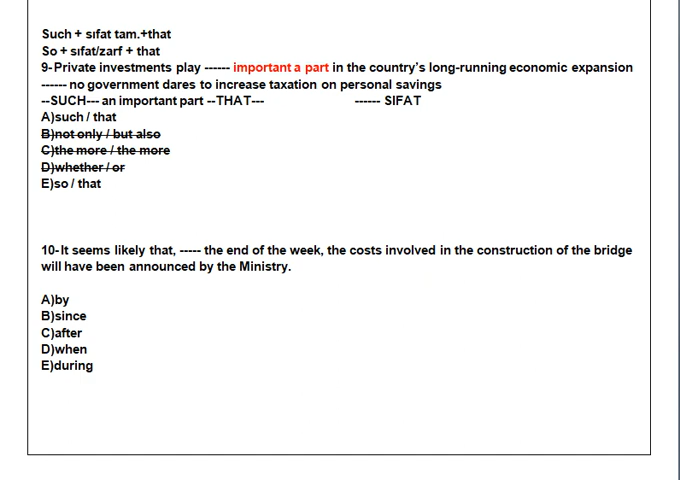 Such + sıfat tam.+that
So + sıfat/zarf + that
9- Private investments play ------ important a part in the country's long-running economic expansion
------ no government dares to increase taxation on personal savings
--SUCH--- an important part --THAT--- ------ SIFAT
A)such / that
B)not only / but also
C)the more / the more
D)whether / or
E)so / that
10- It seems likely that, ----- the end of the week, the costs involved in the construction of the bridge
will have been announced by the Ministry.
A)by
B)since
C)after
D)when
E)during